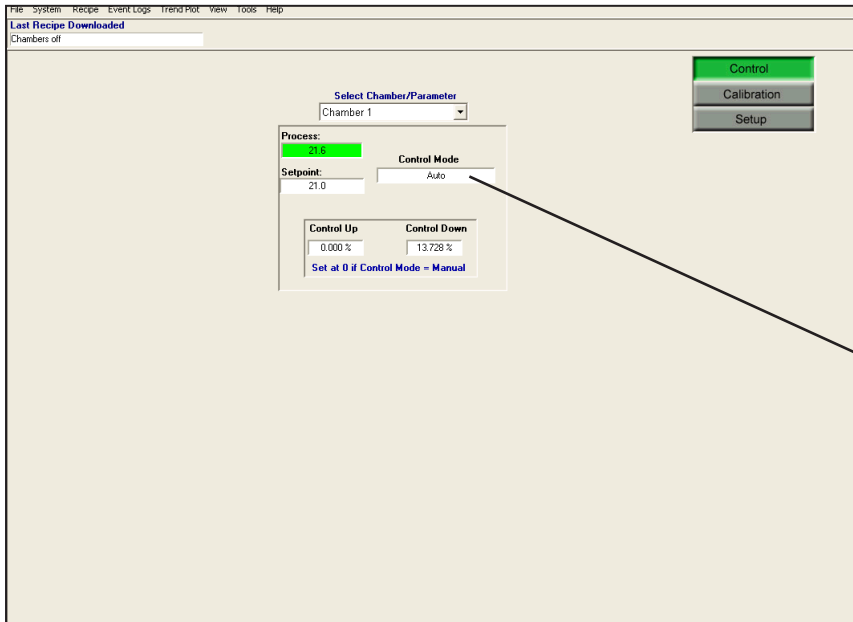 File System Recipe Event Logs Trend Plot View Tools Help
Last Recipe Downloaded
Chambers off
Control
Calibration
Setup
Select Chamber/Parameter
Chamber 1
Process:
21.6
Control Mode
Auto
Setpoint:
21.0
Control Up Control Down
0.000 % 13.728 %
Set at 0 if Control Mode = Manual